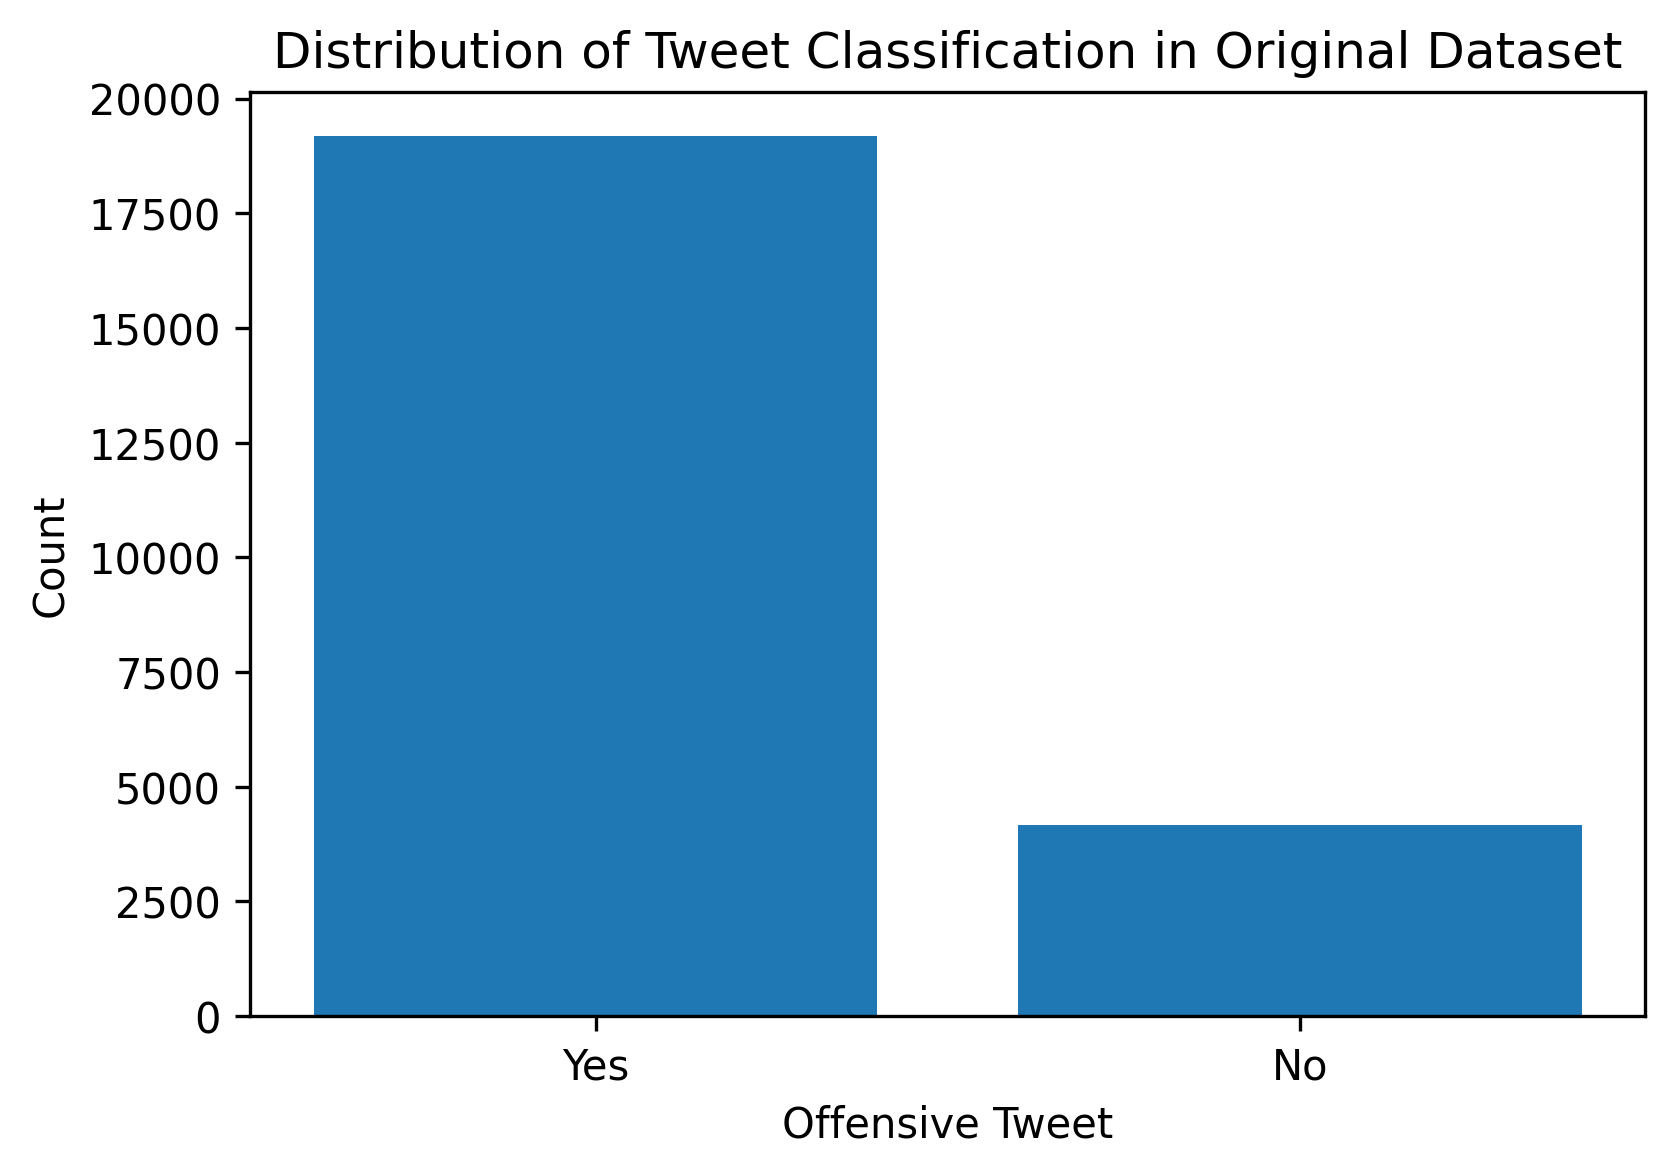 Distribution of Tweet Classification in Original Dataset
20000
17500
15000
12500
10000
7500
5000
2500
0
Count
Yes
No
Offensive Tweet